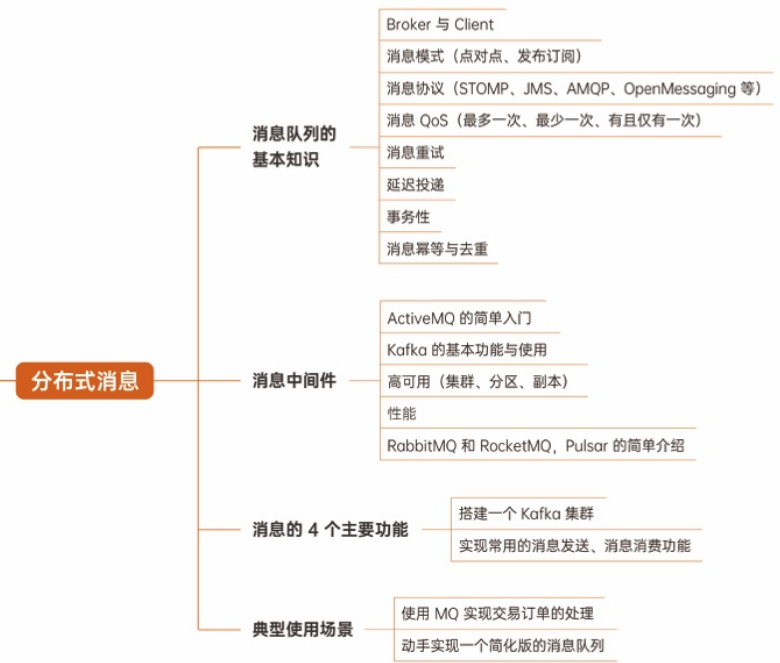 Broker 与 Client
消息模式（点对点、发布订阅）
消息协议（STOMP、JMS、AMQP、OpenMessaging 等）
消息 QoS（最多一次、最少一次、有且仅有一次）
消息队列的
基本知识
消息重试
延迟投递
事务性
消息幂等与去重
ActiveMQ 的简单入门
Kafka 的基本功能与使用
分布式消息
消息中间件
高可用（集群、分区、副本）
性能
RabbitMQ 和 RocketMQ，Pulsar 的简单介绍
消息的 4 个主要功能
搭建一个 Kafka 集群
实现常用的消息发送、消息消费功能
典型使用场景
使用 MQ 实现交易订单的处理
动手实现一个简化版的消息队列